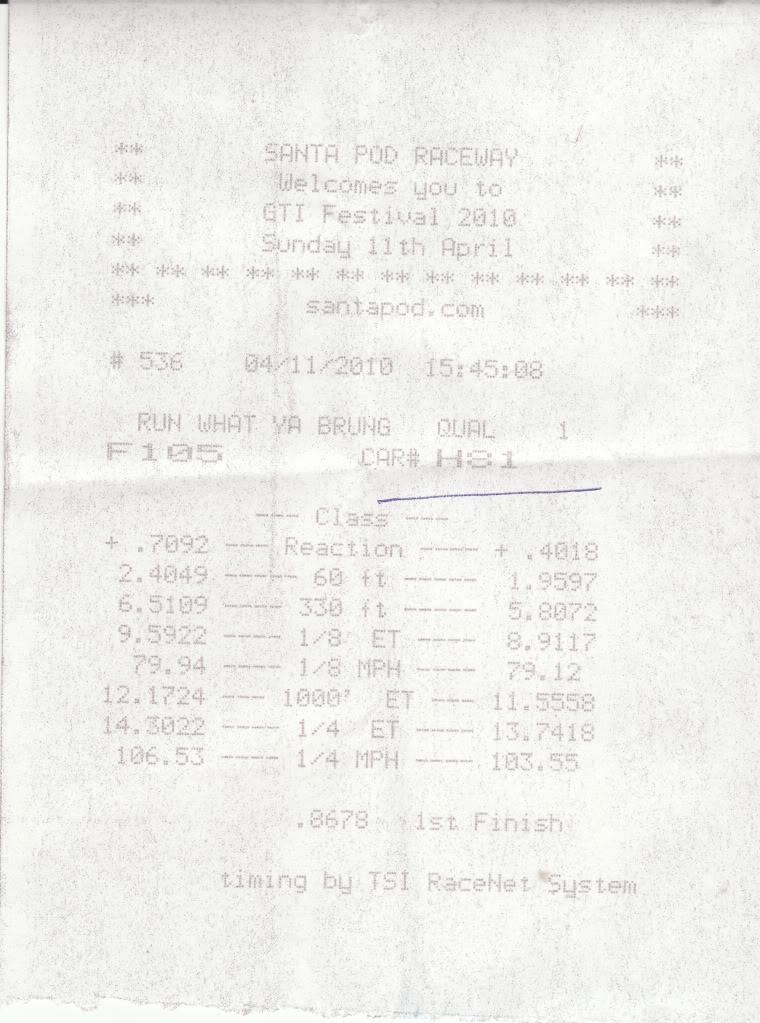 ** SANTA POD RACEWAY **
** Welcomes you to **
** GTI Festival 2010 **
** Sunday 11th April **
** ** ** ** ** ** ** ** ** ** ** ** **
*** santapod.com ***
# 536 04/11/2010 15:45:08
RUN WHAT YA BRUNG QUAL 1
F105 CAR# H81
--- Class ---
+ .7092 --- Reaction ---- + .4018
2.4049 ----- 60 ft ----- 1.9597
6.5109 ---- 330 ft ----- 5.8072
9.5922 ---- 1/8 ET ---- 8.9117
79.94 ---- 1/8 MPH ---- 79.12
12.1724 --- 1000' ET --- 11.5558
14.3022 ---- 1/4 ET ---- 13.7418
106.53 ---- 1/4 MPH ---- 103.55
.8678 1st Finish
timing by TSI RaceNet System